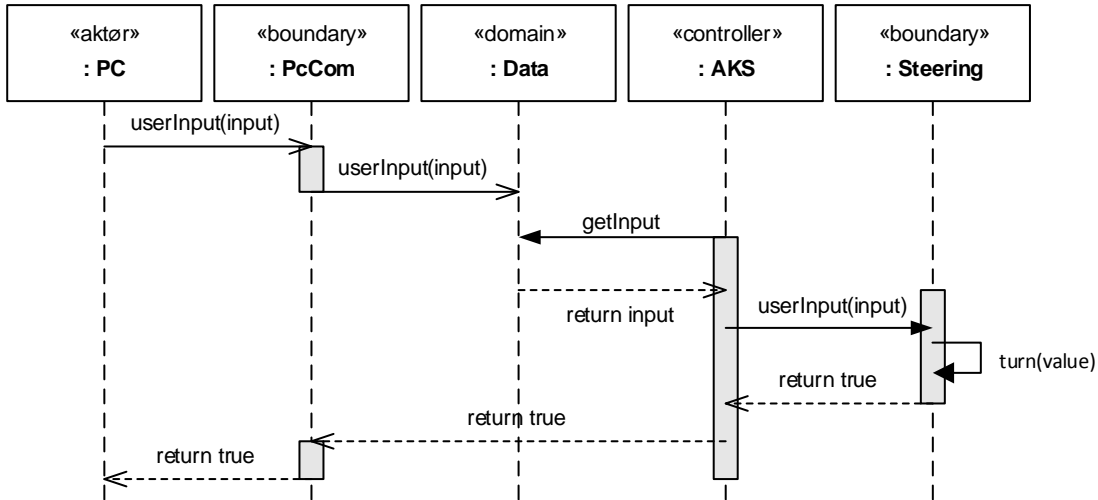 «aktør»
: PC
«boundary»
: PcCom
«domain»
: Data
«controller»
: AKS
«boundary»
: Steering
userInput(input)
userInput(input)
getInput
return input
userInput(input)
turn(value)
return true
return true
return true